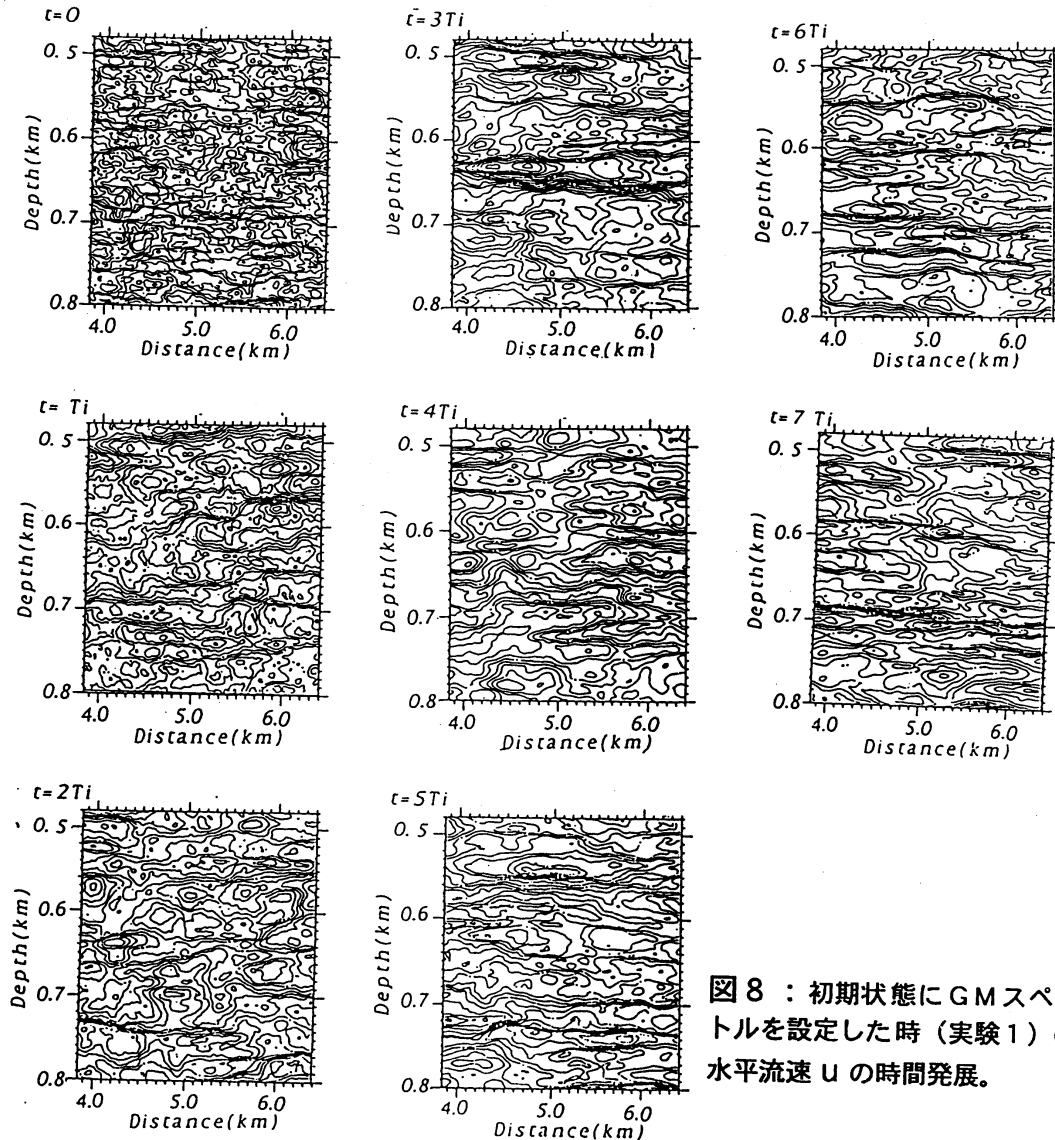 t=0
0.5
0.6
0.7
0.8
Depth(km)
4.0 5.0 6.0
Distance(km)
t=3Ti
0.5
0.6
0.7
0.8
Depth(km)
4.0 5.0 6.0
Distance(km)
t=6Ti
0.5
0.6
0.7
0.8
Depth(km)
4.0 5.0 6.0
Distance(km)
t= Ti
0.5
0.6
0.7
0.8
Depth(km)
4.0 5.0 6.0
Distance(km)
t=4Ti
0.5
0.6
0.7
0.8
Depth(km)
4.0 5.0 6.0
Distance(km)
t=7 Ti
0.5
0.6
0.7
0.8
Depth(km)
4.0 5.0 6.0
Distance(km)
t=2Ti
0.5
0.6
0.7
0.8
Depth(km)
4.0 5.0 6.0
Distance(km)
t=5Ti
0.5
0.6
0.7
0.8
Depth(km)
4.0 5.0 6.0
Distance(km)
図8 : 初期状態にGMスペ
トルを設定した時（実験1）
水平流速 u の時間発展。